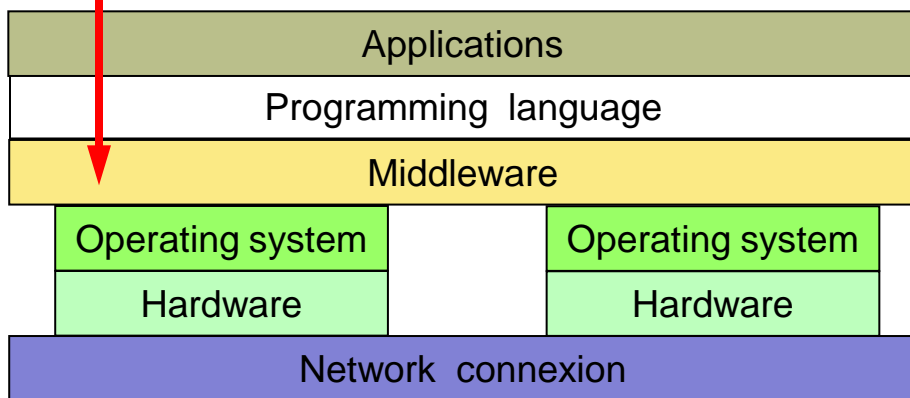 Applications
Programming language
Middleware
Operating system Operating system
Hardware Hardware
Network connexion